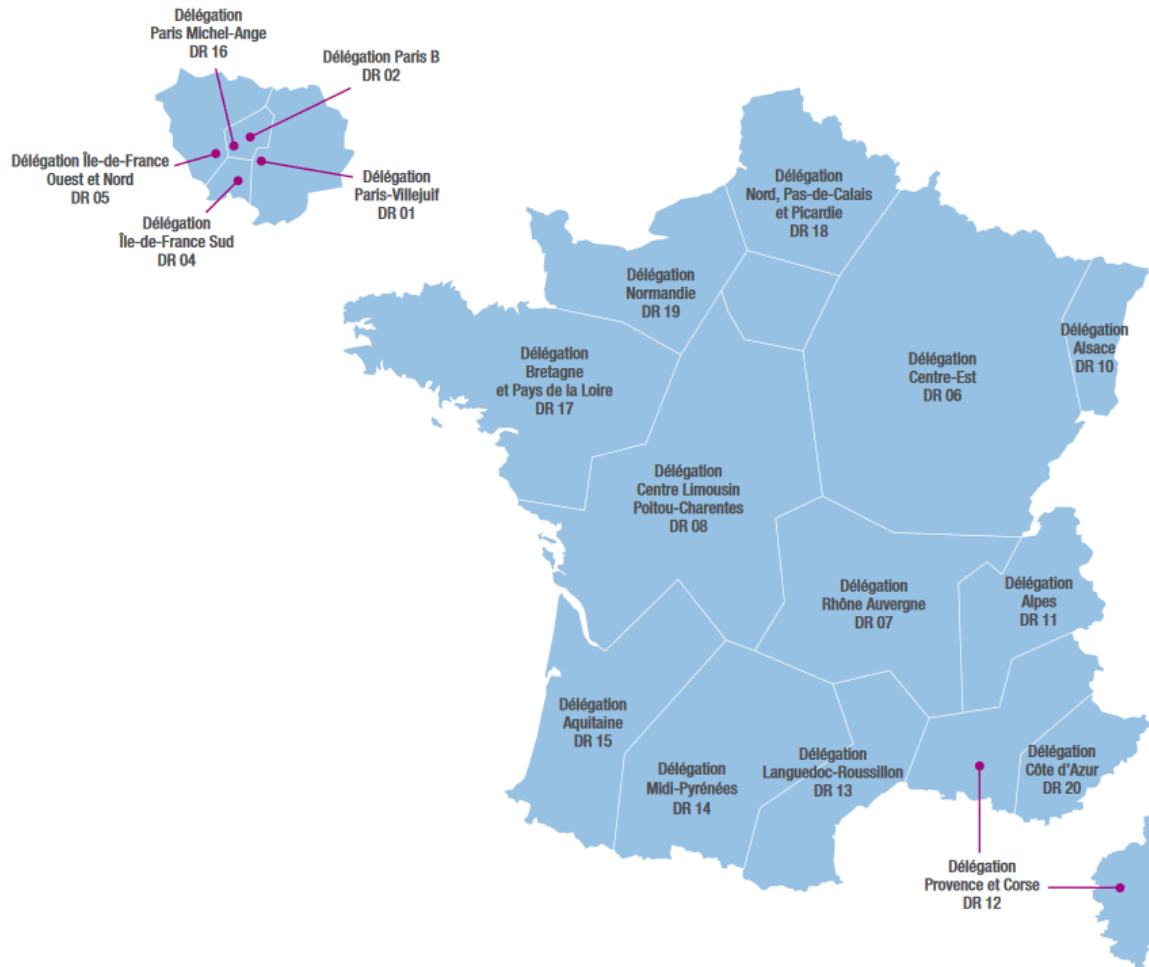 Délégation
Paris Michel-Ange
DR 16
Délégation Paris B
DR 02
Délégation Île-de-France
Ouest et Nord
DR 05
Délégation
Paris-Villejuif
DR 01
Délégation
Île-de-France Sud
DR 04
Délégation
Nord, Pas-de-Calais
et Picardie
DR 18
Délégation
Normandie
DR 19
Délégation
Alsace
DR 10
Délégation
Bretagne
et Pays de la Loire
DR 17
Délégation
Centre-Est
DR 06
Délégation
Centre Limousin
Poitou-Charentes
DR 08
Délégation
Rhône Auvergne
DR 07
Délégation
Alpes
DR 11
Délégation
Aquitaine
DR 15
Délégation
Midi-Pyrénées
DR 14
Délégation
Languedoc-Roussillon
DR 13
Délégation
Côte d'Azur
DR 20
Délégation
Provence et Corse
DR 12